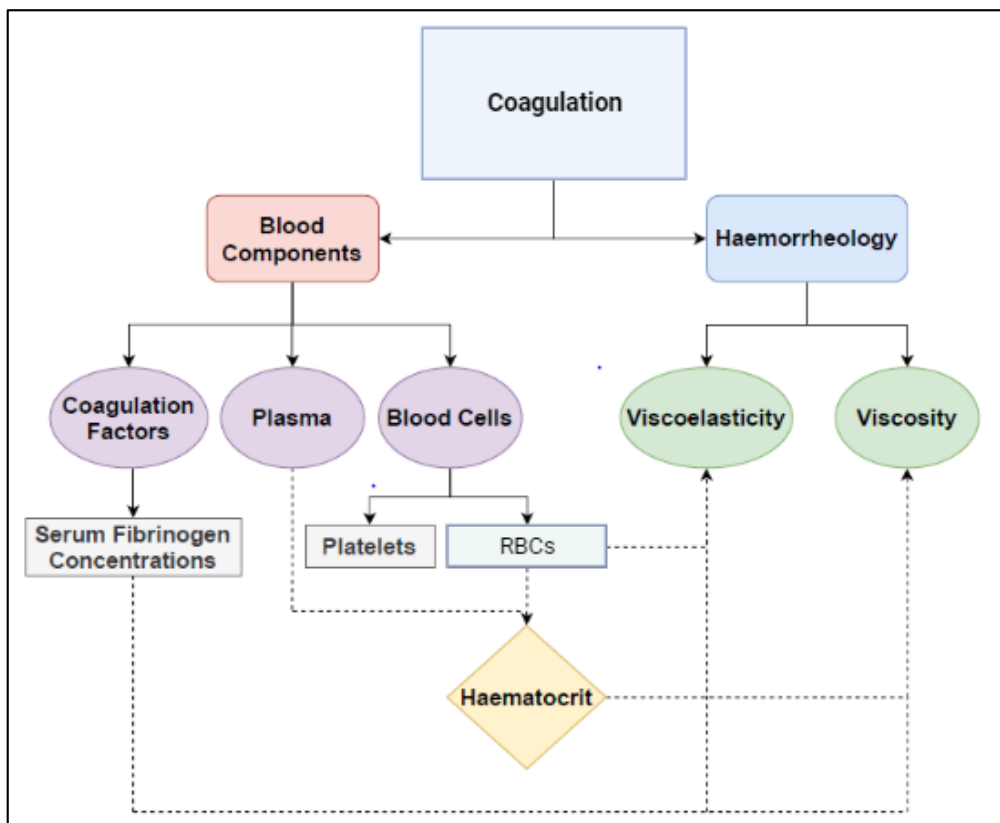 Coagulation
Blood
Components
Haemorrheology
Coagulation
Factors
Plasma
Blood Cells
Viscoelasticity
Viscosity
Serum Fibrinogen
Concentrations
Platelets
RBCs
Haematocrit